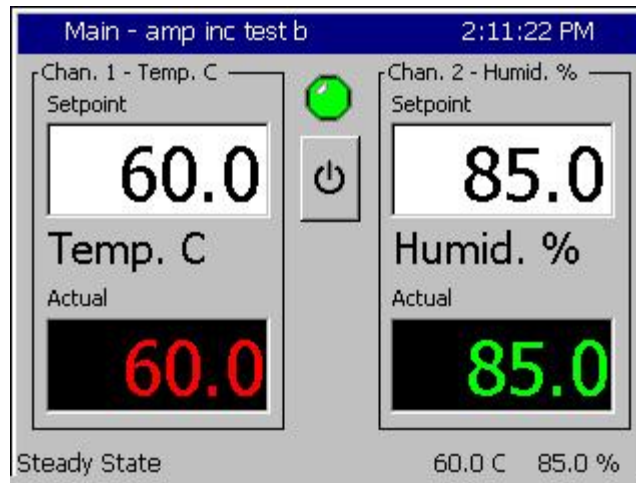 Main - amp inc test b 2:11:22 PM
Chan. 1 - Temp. C
Setpoint
60.0
Temp. C
Actual
60.0
Chan. 2 - Humid. %
Setpoint
85.0
Humid. %
Actual
85.0
Steady State 60.0 C 85.0 %